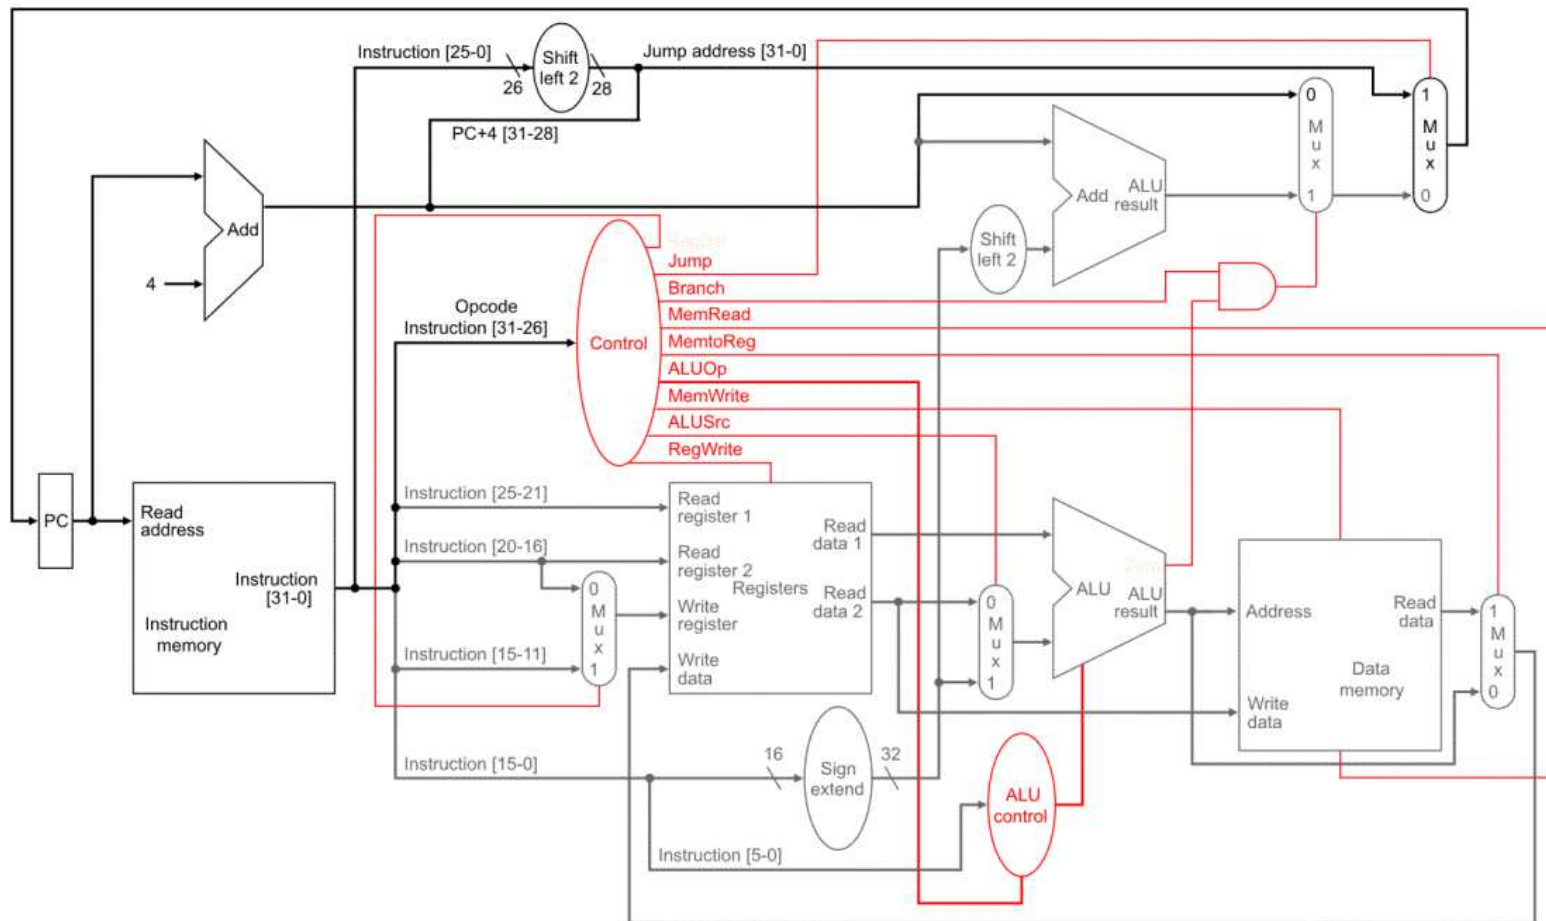 Instruction [25-0]
26
Shift
left 2
28
Jump address [31-0]
PC+4 [31-28]
Add
4
0
M
u
x
1
1
M
u
x
0
Add
ALU
result
Shift
left 2
Opcode
Instruction [31-26]
Control
RegDst
Jump
Branch
MemRead
MemtoReg
ALUOp
MemWrite
ALUSrc
RegWrite
PC
Read
address
Instruction
[31-0]
Instruction
memory
Instruction [25-21]
Instruction [20-16]
Instruction [15-11]
Instruction [15-0]
Instruction [5-0]
0
M
u
x
1
Read
register 1
Read
register 2
Write
register
Write
data
Registers
Read
data 1
Read
data 2
0
M
u
x
1
ALU
Zero
ALU
result
Address
Write
data
Read
data
Data
memory
1
M
u
x
0
16
Sign
extend
32
ALU
control